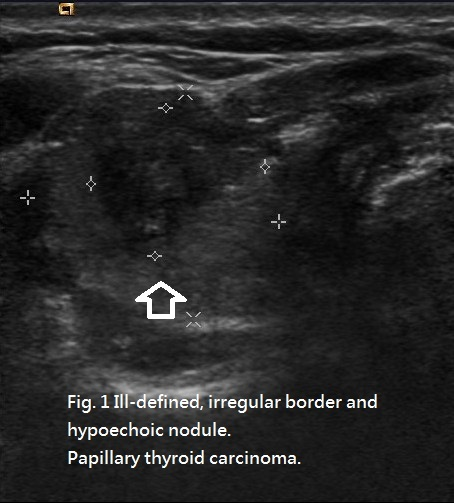 Fig. 1 Ill-defined, irregular border and
hypoechoic nodule.
Papillary thyroid carcinoma.